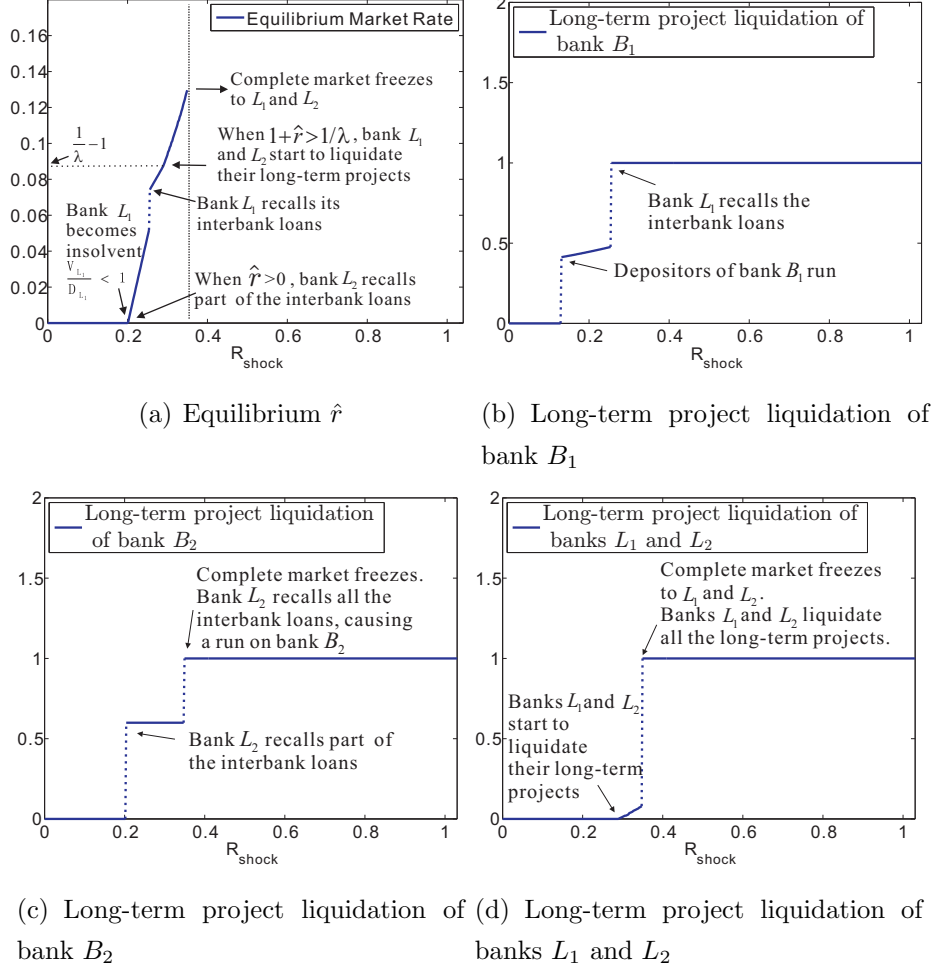 Equilibrium Market Rate
0.16
0.14
0.12
0.1
0.08
0.06
0.04
0.02
0
1/λ −1
Complete market freezes
to L₁ and L₂
When 1+r̂>1/λ, bank L₁
and L₂ start to liquidate
their long-term projects
Bank L₁ recalls its
interbank loans
Bank L₁
becomes
insolvent
V_L₁/D_L₁ < 1
When r̂>0, bank L₂ recalls
part of the interbank loans
0 0.2 0.4 0.6 0.8 1
R_shock
(a) Equilibrium r̂
Long-term project liquidation of
bank B₁
2
1.5
1
0.5
0
Bank L₁ recalls the
interbank loans
Depositors of bank B₁ run
0 0.2 0.4 0.6 0.8 1
R_shock
(b) Long-term project liquidation of
bank B₁
Long-term project liquidation
of bank B₂
2
1.5
1
0.5
0
Complete market freezes.
Bank L₂ recalls all the
interbank loans, causing
a run on bank B₂
Bank L₂ recalls part of
the interbank loans
0 0.2 0.4 0.6 0.8 1
R_shock
(c) Long-term project liquidation of
bank B₂
Long-term project liquidation of
banks L₁ and L₂
2
1.5
1
0.5
0
Complete market freezes
to L₁ and L₂.
Banks L₁ and L₂ liquidate
all the long-term projects.
Banks L₁ and L₂
start to
liquidate
their long-term
projects
0 0.2 0.4 0.6 0.8 1
R_shock
(d) Long-term project liquidation of
banks L₁ and L₂